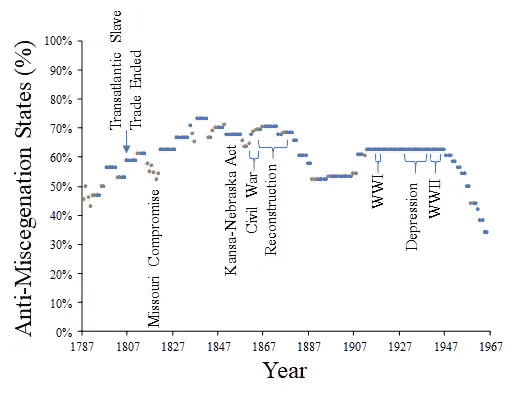 Anti-Miscegenation States (%)
100%
90%
80%
70%
60%
50%
40%
30%
20%
10%
0%
Transatlantic Slave
Trade Ended
Missouri Compromise
Kansa-Nebraska Act
Civil War
Reconstruction
WWI
Depression
WWII
1787
1807
1827
1847
1867
1887
1907
1927
1947
1967
Year